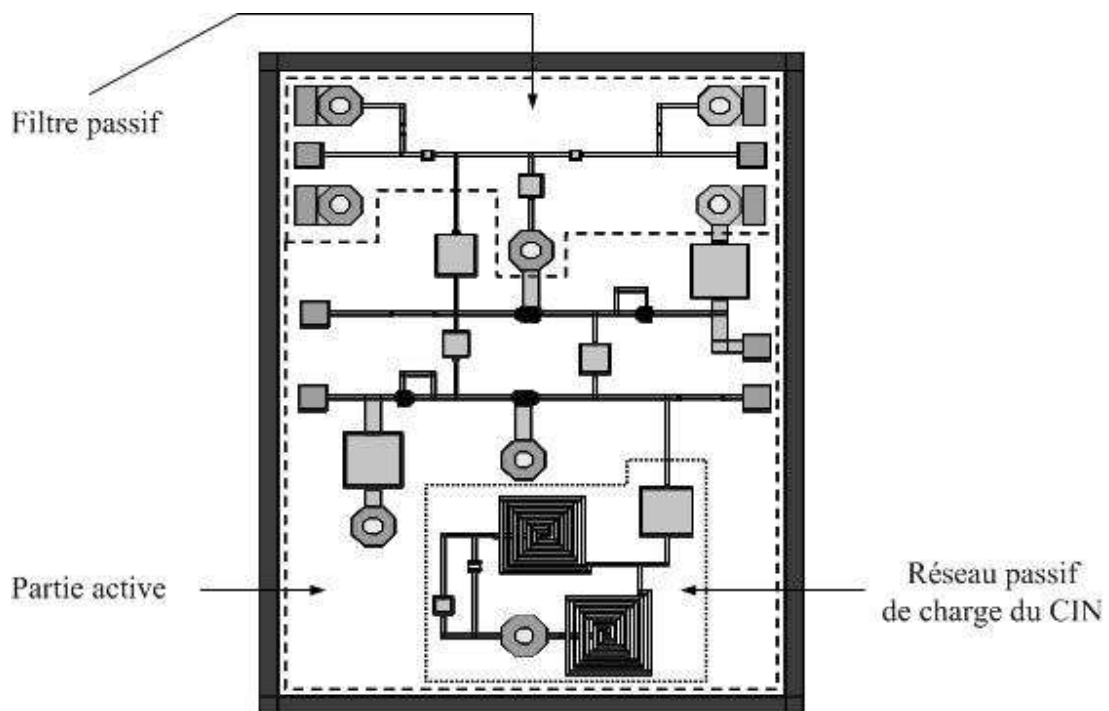 Filtre passif
Partie active
Réseau passif
de charge du CIN